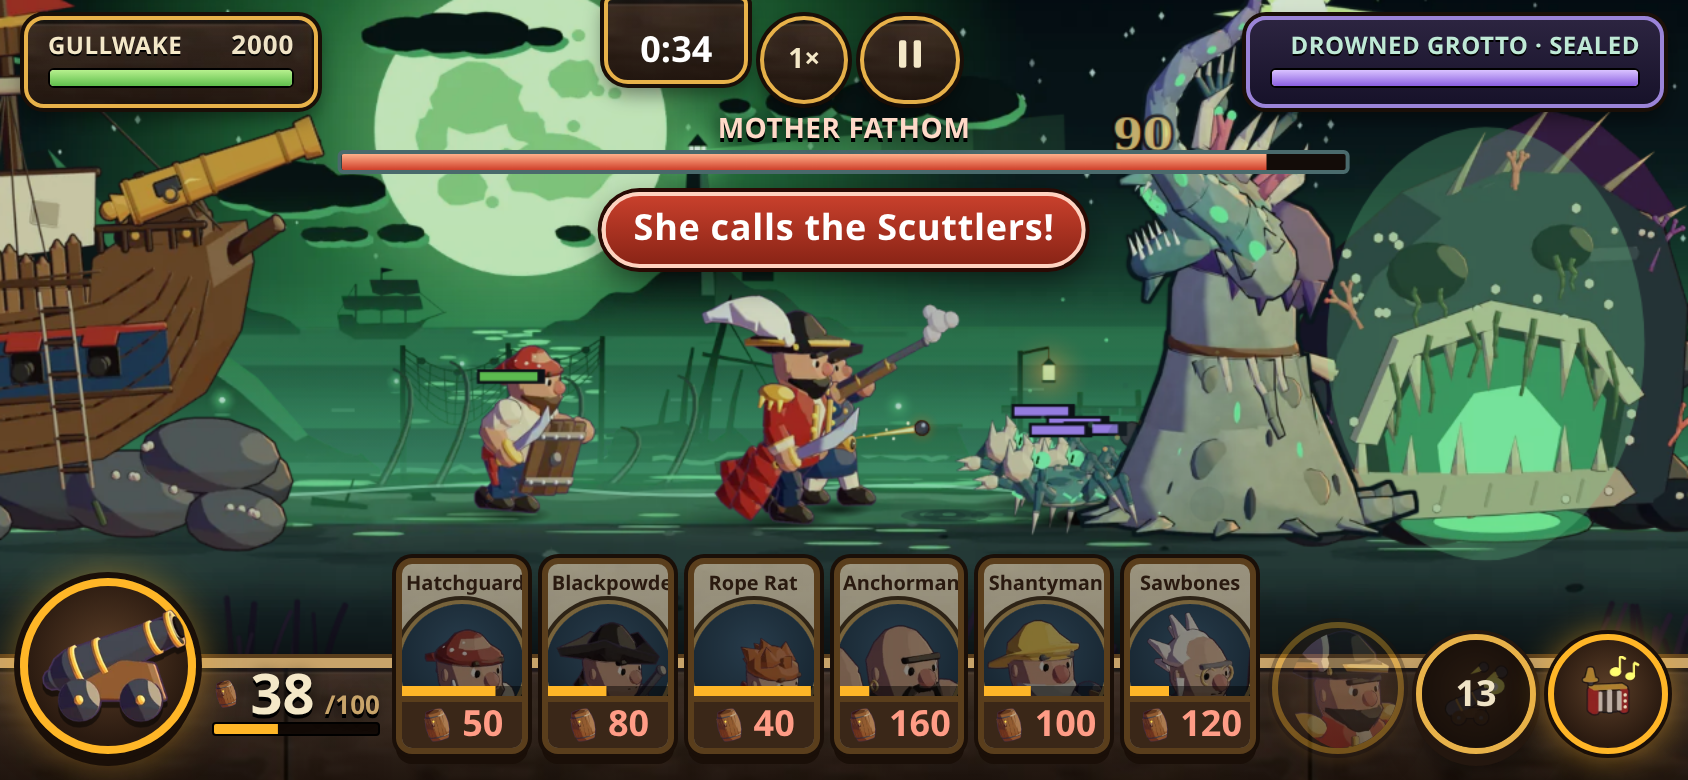 GULLWAKE 2000
0:34
1×
DROWNED GROTTO · SEALED
MOTHER FATHOM
90
She calls the Scuttlers!
Hatchguard
Blackpowde
Rope Rat
Anchorman
Shantyman
Sawbones
38 /100
50
80
40
160
100
120
13